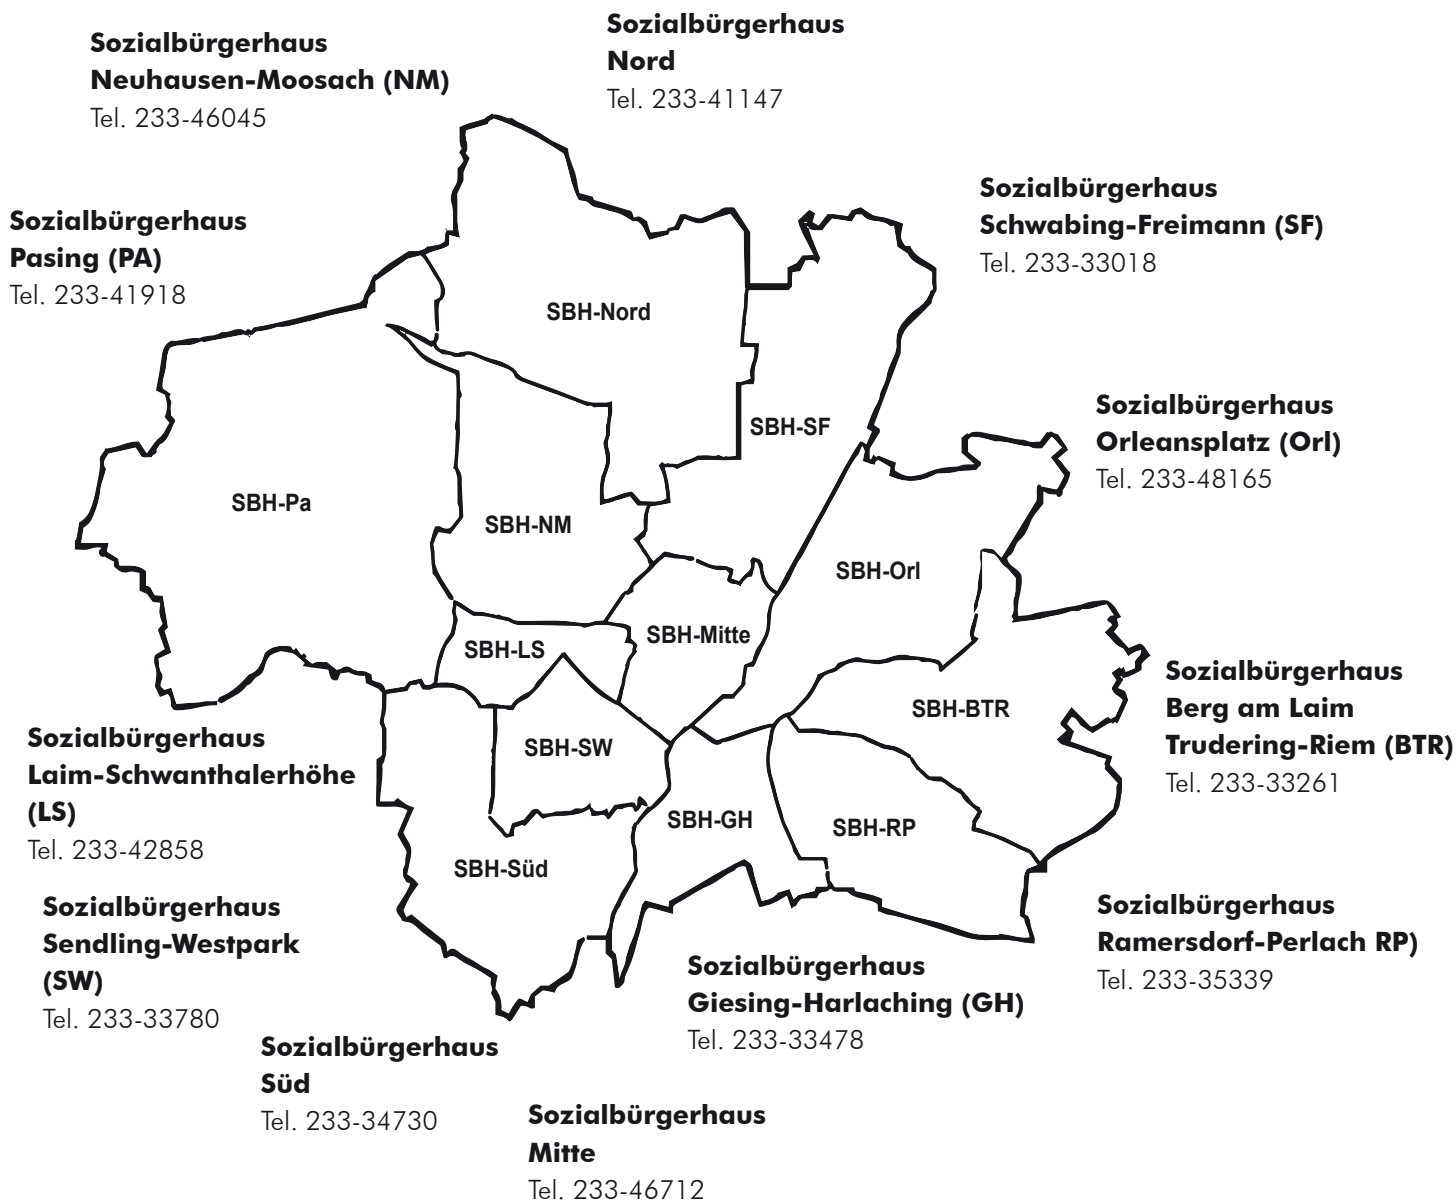 Sozialbürgerhaus
Neuhausen-Moosach (NM)
Tel. 233-46045
Sozialbürgerhaus
Nord
Tel. 233-41147
Sozialbürgerhaus
Schwabing-Freimann (SF)
Tel. 233-33018
Sozialbürgerhaus
Pasing (PA)
Tel. 233-41918
SBH-Nord
SBH-SF
Sozialbürgerhaus
Orleansplatz (Orl)
Tel. 233-48165
SBH-Pa
SBH-NM
SBH-Orl
SBH-Mitte
SBH-LS
SBH-BTR
SBH-SW
SBH-GH
SBH-RP
SBH-Süd
Sozialbürgerhaus
Berg am Laim
Trudering-Riem (BTR)
Tel. 233-33261
Sozialbürgerhaus
Laim-Schwanthalerhöhe
(LS)
Tel. 233-42858
Sozialbürgerhaus
Sendling-Westpark
(SW)
Tel. 233-33780
Sozialbürgerhaus
Ramersdorf-Perlach RP)
Tel. 233-35339
Sozialbürgerhaus
Giesing-Harlaching (GH)
Tel. 233-33478
Sozialbürgerhaus
Süd
Tel. 233-34730
Sozialbürgerhaus
Mitte
Tel. 233-46712